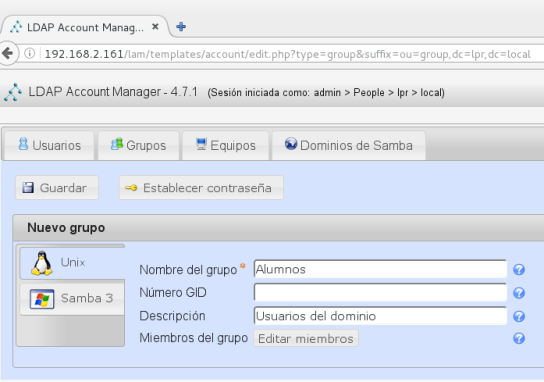 LDAP Account Manag... ×
192.168.2.161/lam/templates/account/edit.php?type=group&suffix=ou=group,dc=lpr,dc=local
LDAP Account Manager - 4.7.1 (Sesión iniciada como: admin > People > lpr > local)
Usuarios Grupos Equipos Dominios de Samba
Guardar Establecer contraseña
Nuevo grupo
Unix
Samba 3
Nombre del grupo * Alumnos
Número GID
Descripción Usuarios del dominio
Miembros del grupo Editar miembros